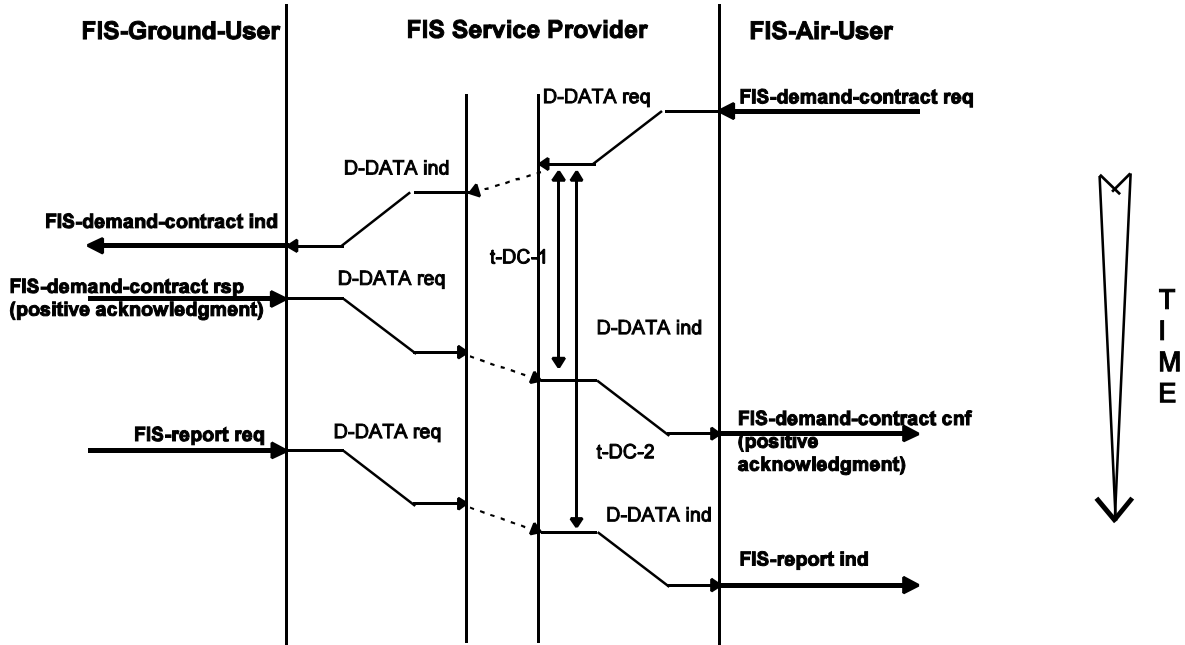 FIS-Ground-User
FIS Service Provider
FIS-Air-User
D-DATA req
FIS-demand-contract req
D-DATA ind
FIS-demand-contract ind
t-DC-1
FIS-demand-contract rsp
(positive acknowledgment)
D-DATA req
D-DATA ind
FIS-demand-contract cnf
(positive
acknowledgment)
FIS-report req
D-DATA req
t-DC-2
D-DATA ind
FIS-report ind
T
I
M
E